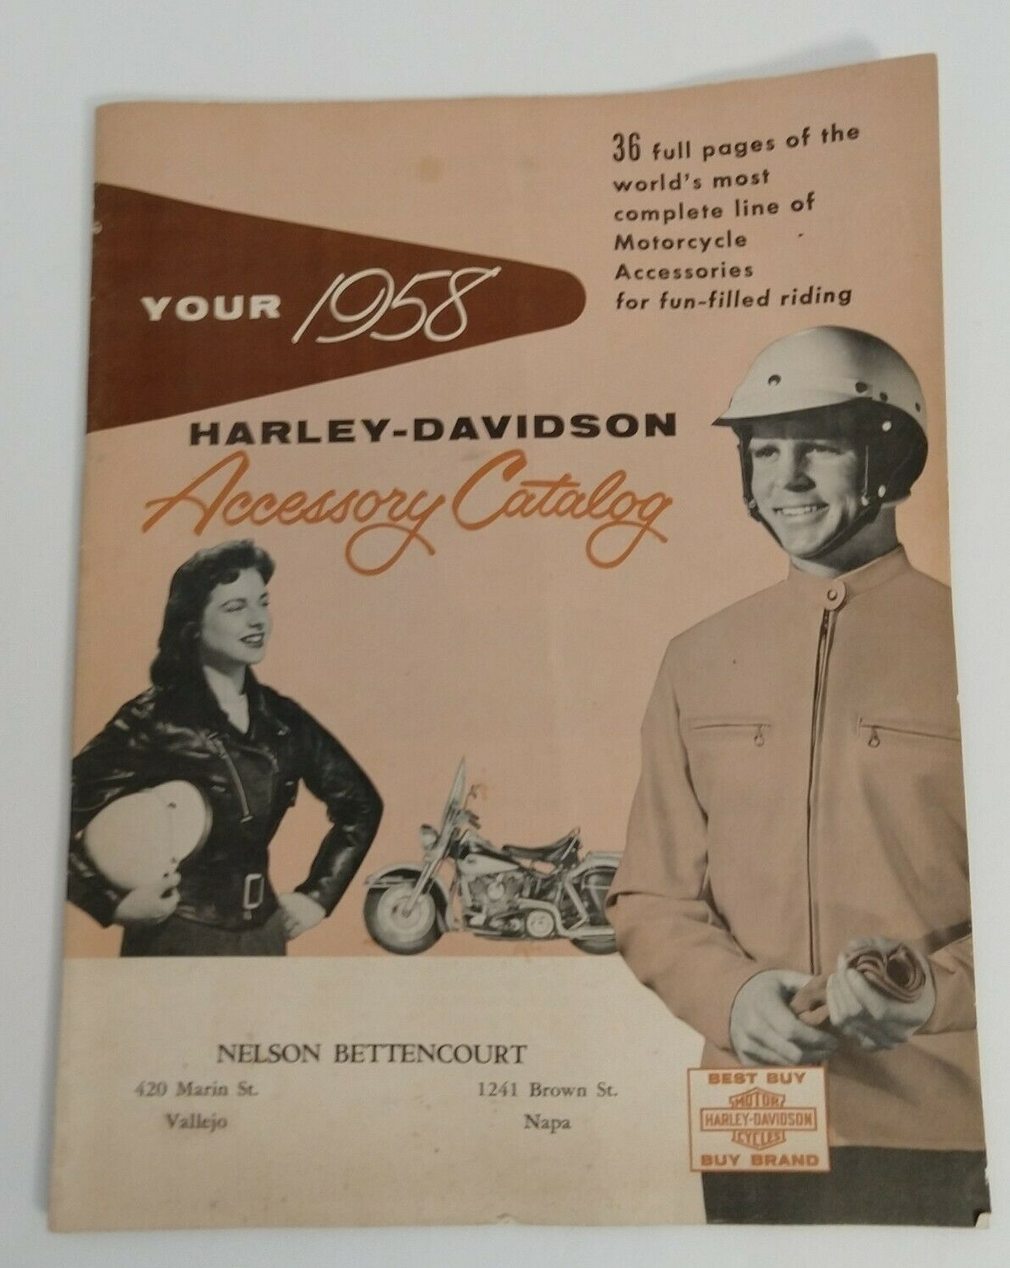 36 full pages of the
world's most
complete line of
Motorcycle
Accessories
for fun-filled riding
YOUR 1958
HARLEY-DAVIDSON
Accessory Catalog
NELSON BETTENCOURT
420 Marin St.
Vallejo
1241 Brown St.
Napa
BEST BUY
MOTOR
HARLEY-DAVIDSON
CYCLES
BUY BRAND